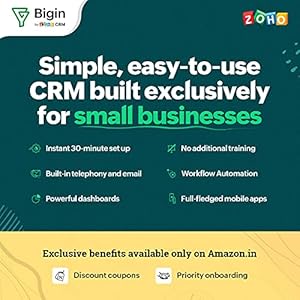 Bigin
by ZOHO CRM
ZOHO
Simple, easy-to-use
CRM built exclusively
for small businesses
Instant 30-minute set up
No additional training
Built-in telephony and email
Workflow Automation
Powerful dashboards
Full-fledged mobile apps
Exclusive benefits available only on Amazon.in
Discount coupons
Priority onboarding